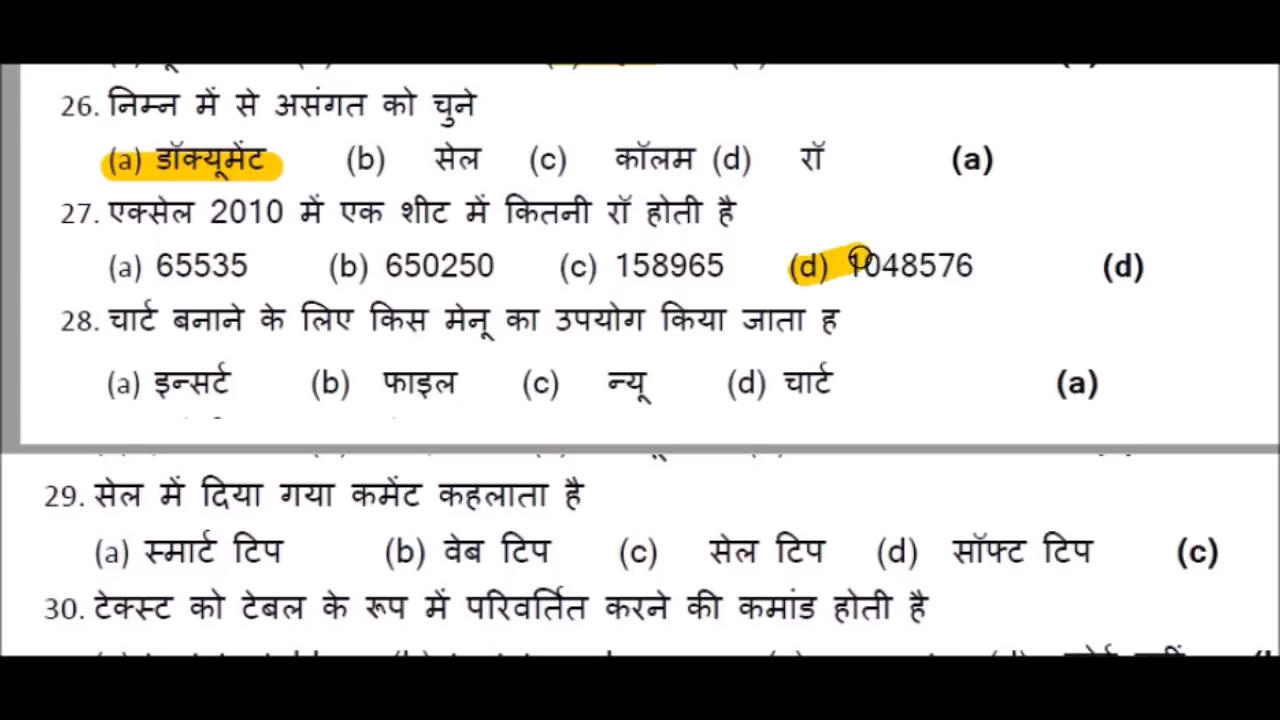 26. निम्न में से असंगत को चुने
(a) डॉक्यूमेंट (b) सेल (c) कॉलम (d) रॉ (a)
27. एक्सेल 2010 में एक शीट में कितनी रॉ होती है
(a) 65535 (b) 650250 (c) 158965 (d) 1048576 (d)
28. चार्ट बनाने के लिए किस मेनू का उपयोग किया जाता ह
(a) इन्सर्ट (b) फाइल (c) न्यू (d) चार्ट (a)
29. सेल में दिया गया कमेंट कहलाता है
(a) स्मार्ट टिप (b) वेब टिप (c) सेल टिप (d) सॉफ्ट टिप (c)
30. टेक्स्ट को टेबल के रूप में परिवर्तित करने की कमांड होती है